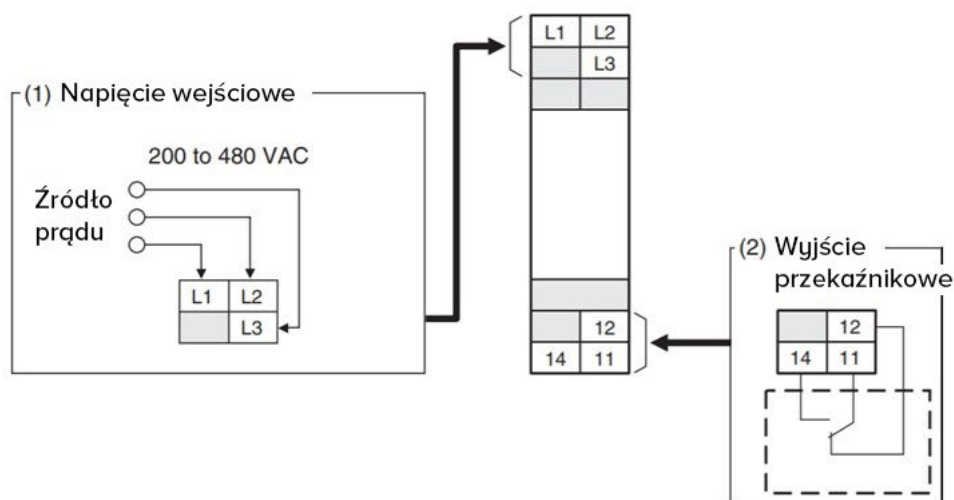 (1) Napięcie wejściowe
200 to 480 VAC
Źródło
prądu
L1 L2
L3
L1 L2
L3
12
14 11
(2) Wyjście
przekaźnikowe
12
14 11